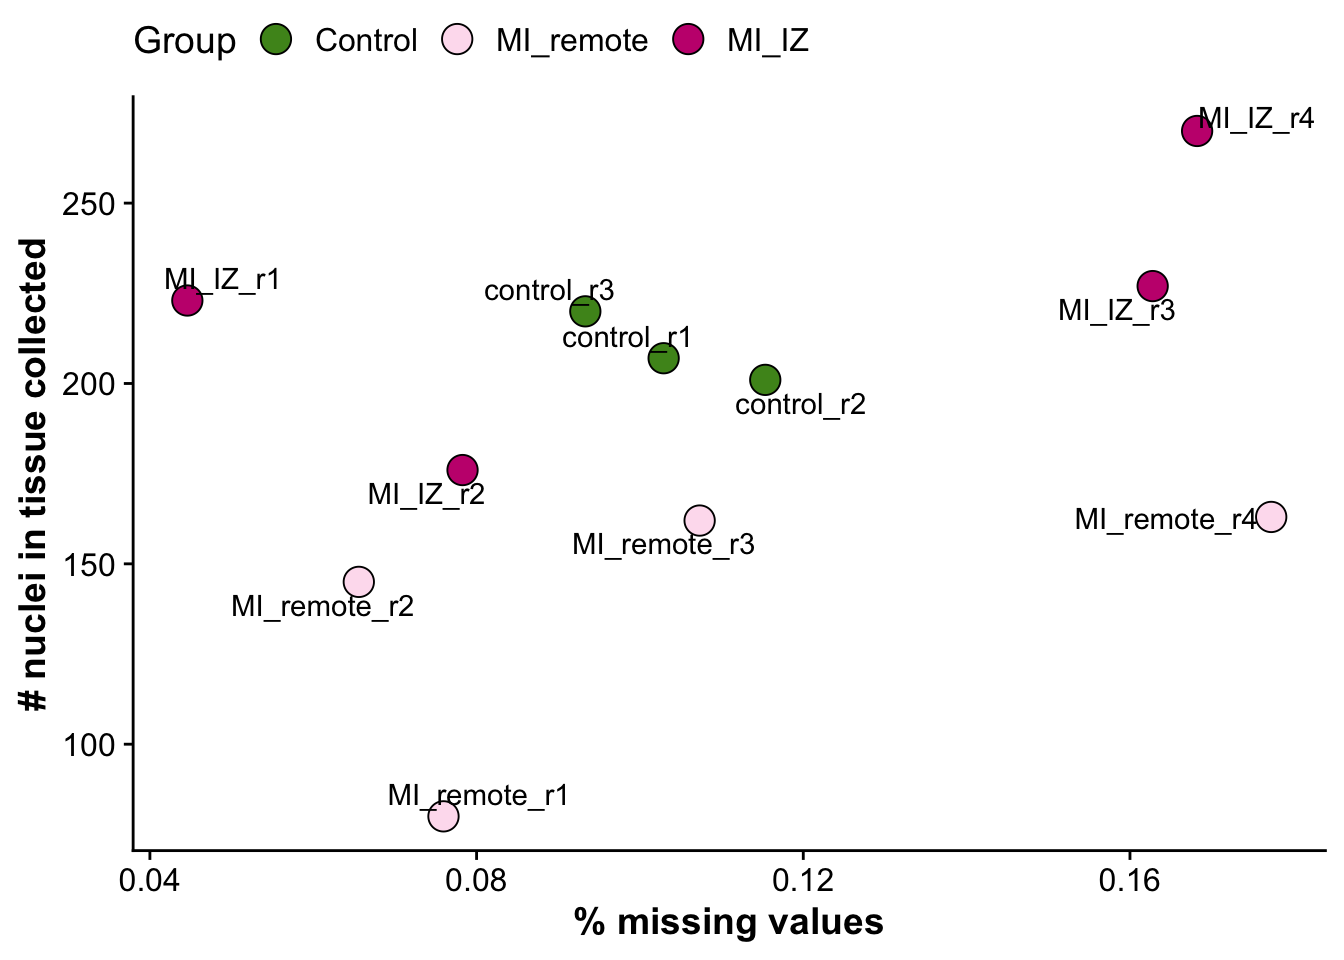 Group Control MI_remote MI_IZ
MI_IZ_r4
250
MI_IZ_r1
control_r3
MI_IZ_r3
control_r1
200
control_r2
MI_IZ_r2
MI_remote_r4
MI_remote_r3
150
MI_remote_r2
100
MI_remote_r1
# nuclei in tissue collected
0.04 0.08 0.12 0.16
% missing values